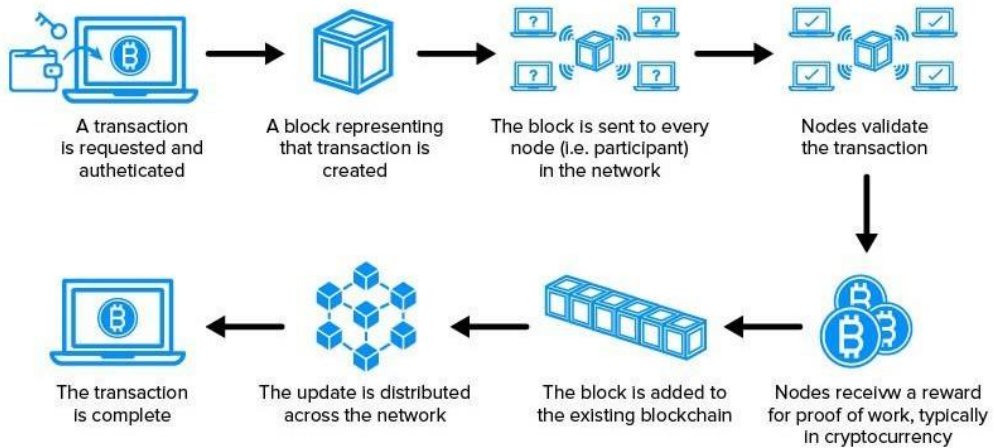 A transaction
is requested and
autheticated
A block representing
that transaction is
created
The block is sent to every
node (i.e. participant)
in the network
Nodes validate
the transaction
Nodes receivw a reward
for proof of work, typically
in cryptocurrency
The block is added to
the existing blockchain
The update is distributed
across the network
The transaction
is complete